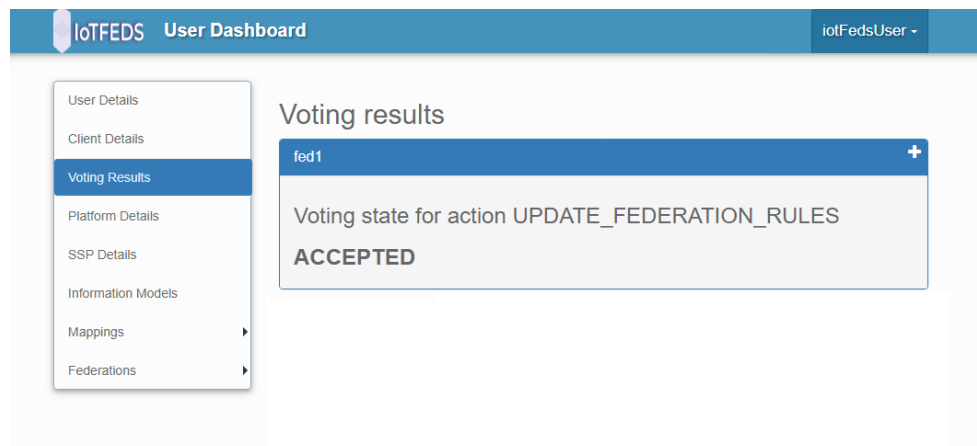 IoTFEDS User Dashboard iotFedsUser
User Details
Client Details
Voting Results
Platform Details
SSP Details
Information Models
Mappings
Federations
Voting results
fed1
Voting state for action UPDATE_FEDERATION_RULES
ACCEPTED